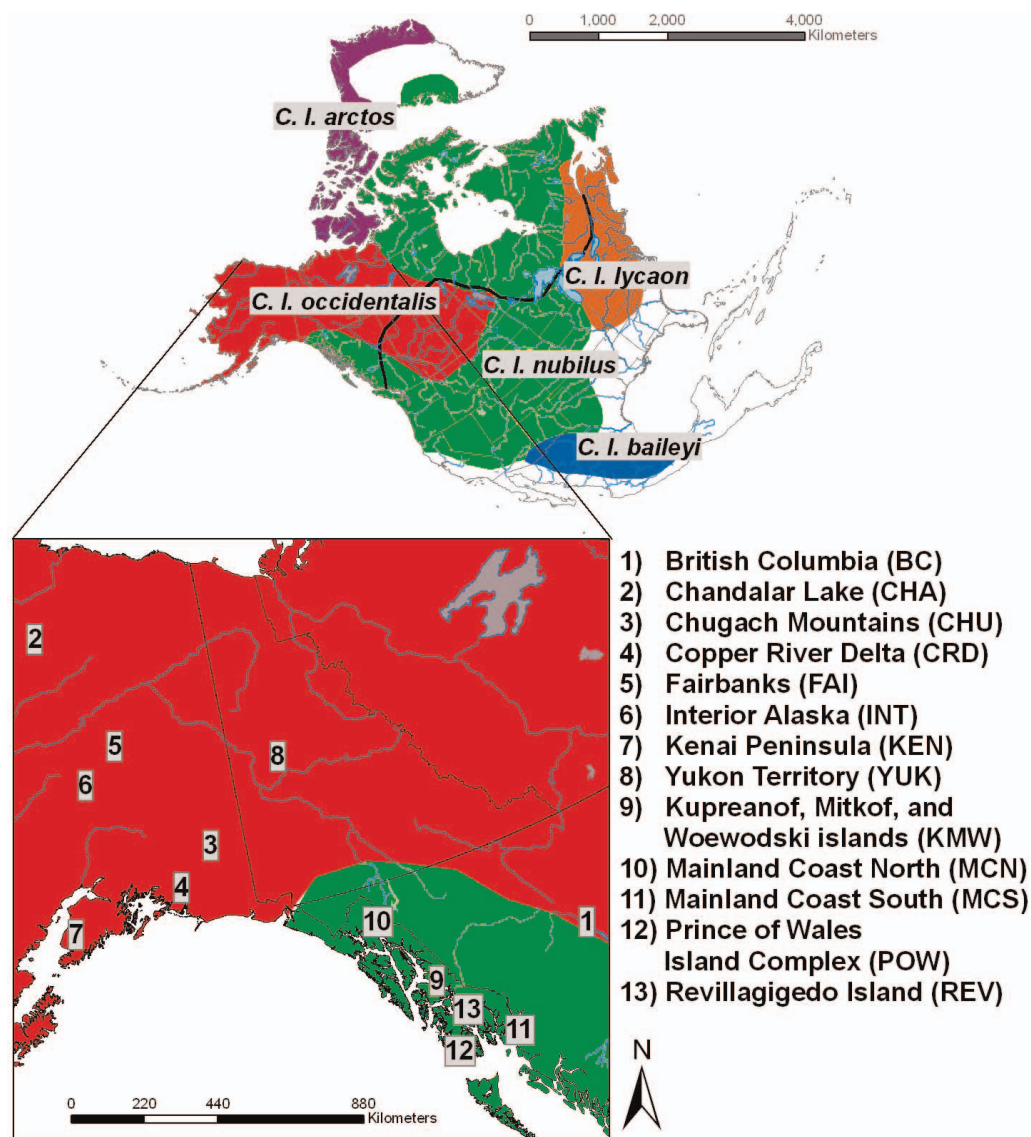 0 1,000 2,000 4,000
Kilometers
C. l. arctos
C. l. lycaon
C. l. occidentalis
C. l. nubilus
C. l. baileyi
1) British Columbia (BC)
2) Chandalar Lake (CHA)
3) Chugach Mountains (CHU)
4) Copper River Delta (CRD)
5) Fairbanks (FAI)
6) Interior Alaska (INT)
7) Kenai Peninsula (KEN)
8) Yukon Territory (YUK)
9) Kupreanof, Mitkof, and
Woewodski islands (KMW)
10) Mainland Coast North (MCN)
11) Mainland Coast South (MCS)
12) Prince of Wales
Island Complex (POW)
13) Revillagigedo Island (REV)
2
5
8
6
3
4
7
10
1
9
13
11
12
N
0 220 440 880
Kilometers